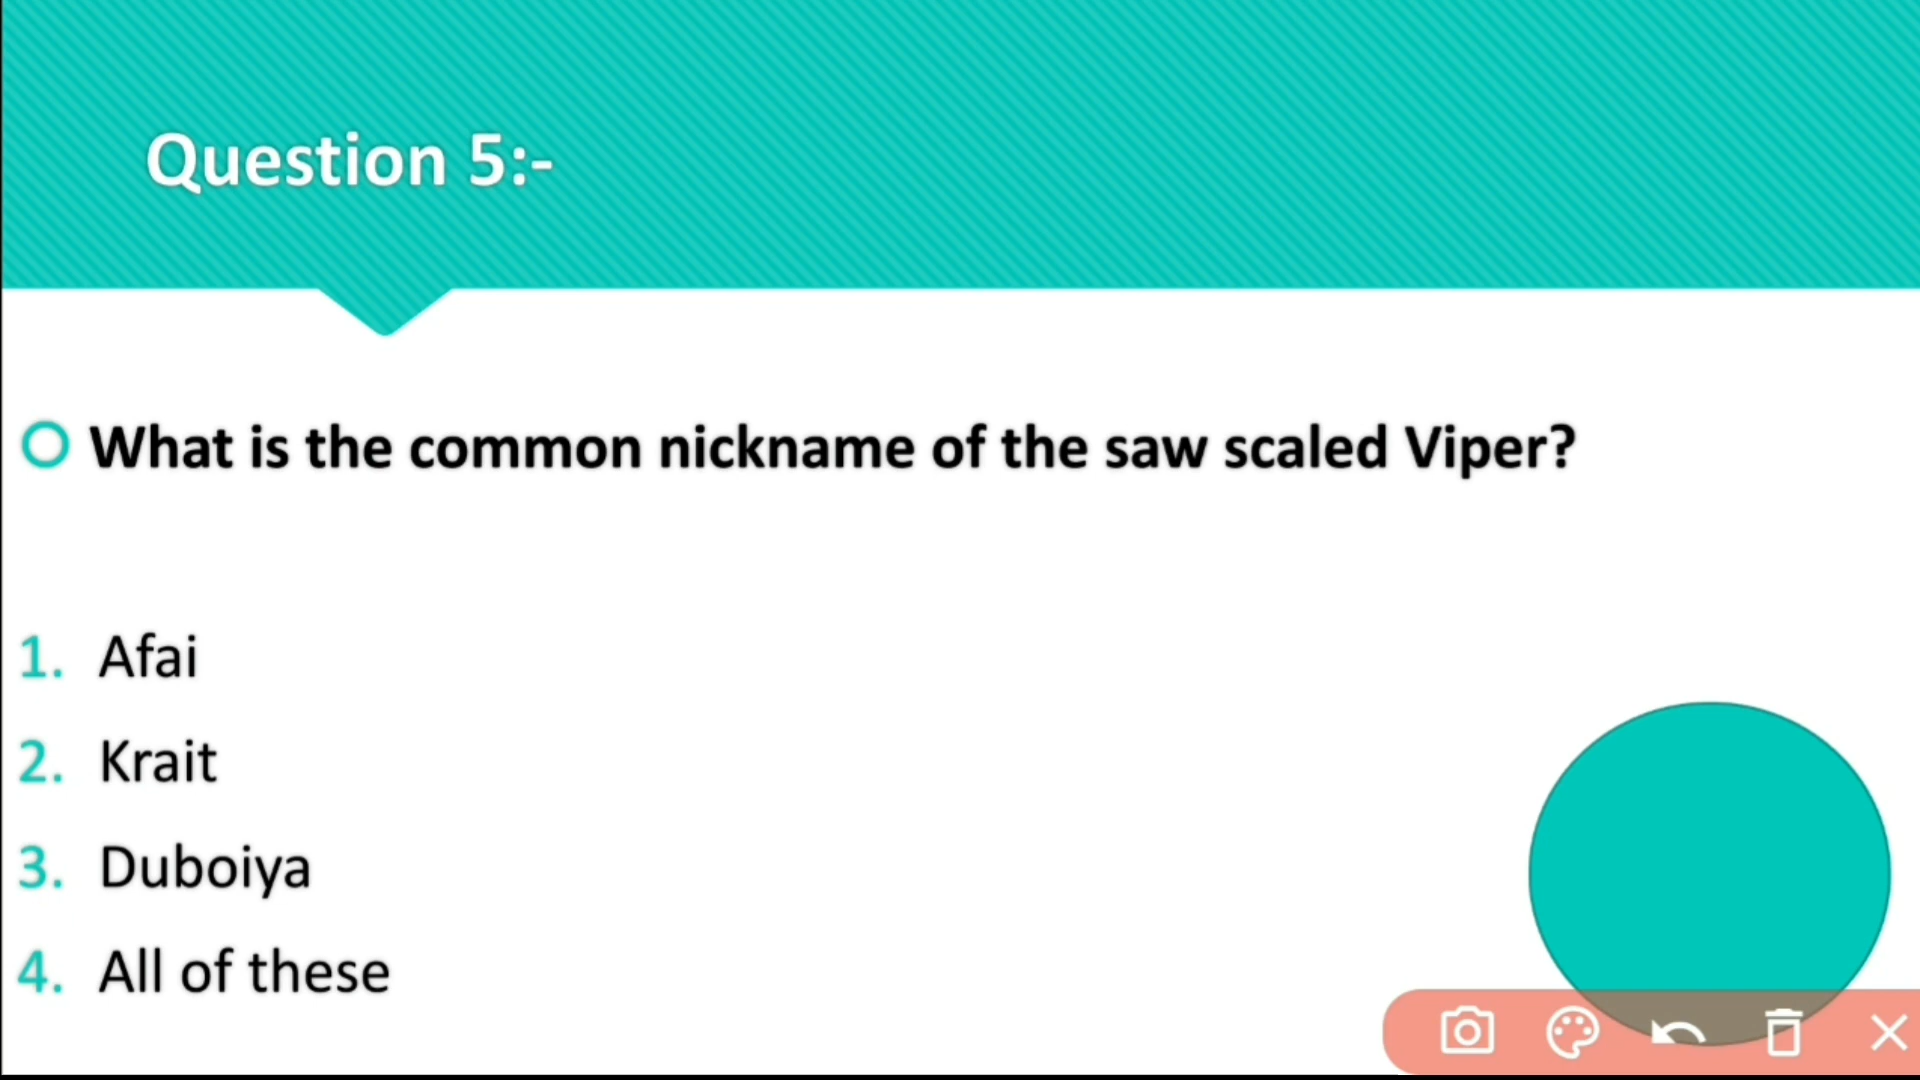 Question 5:-
What is the common nickname of the saw scaled Viper?
1. Afai
2. Krait
3. Duboiya
4. All of these